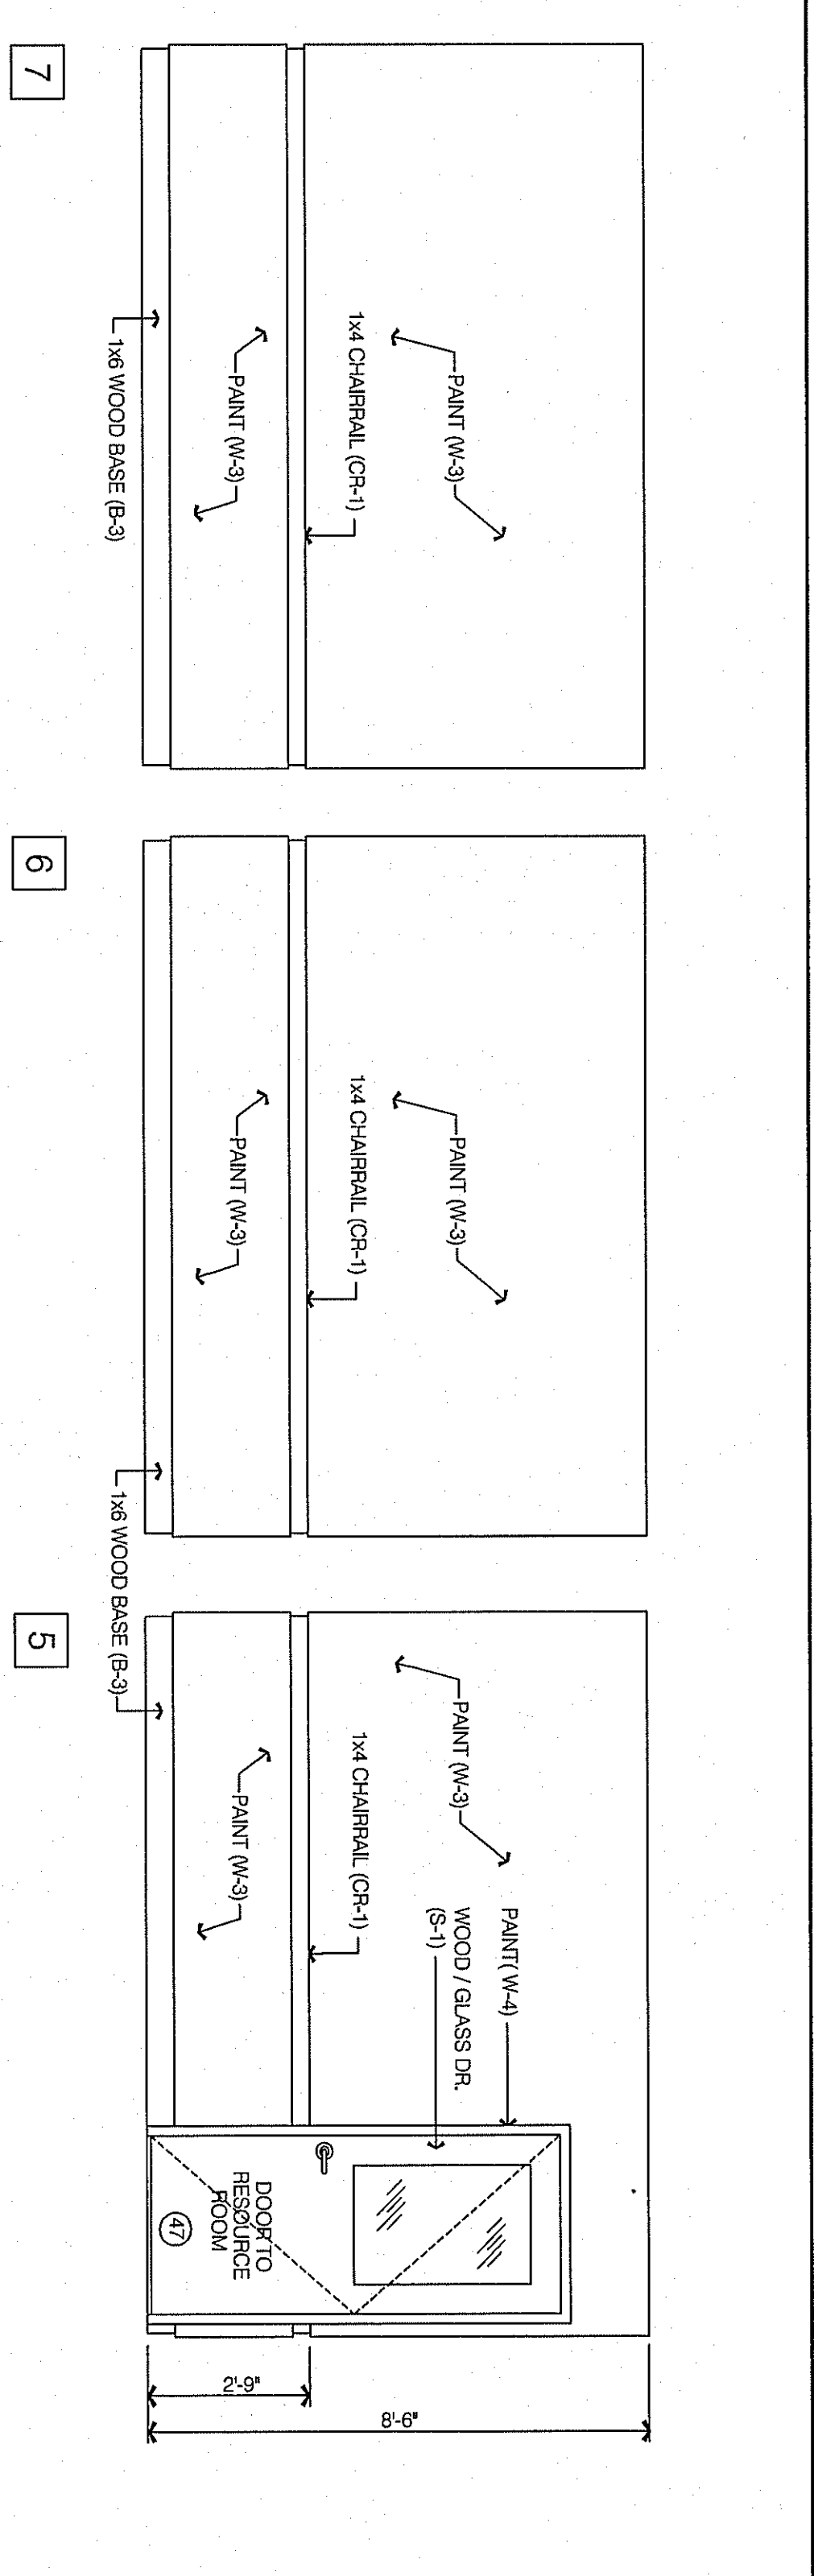 PAINT (W-3)
1x4 CHAIRRAIL (CR-1)
PAINT (W-3)
1x6 WOOD BASE (B-3)
7
PAINT (W-3)
1x4 CHAIRRAIL (CR-1)
PAINT (W-3)
1x6 WOOD BASE (B-3)
6
PAINT (W-3)
PAINT( W-4)
WOOD / GLASS DR.
(S-1)
1x4 CHAIRRAIL (CR-1)
PAINT (W-3)
DOOR TO
RESOURCE
ROOM
47
2'-9"
8'-6"
5